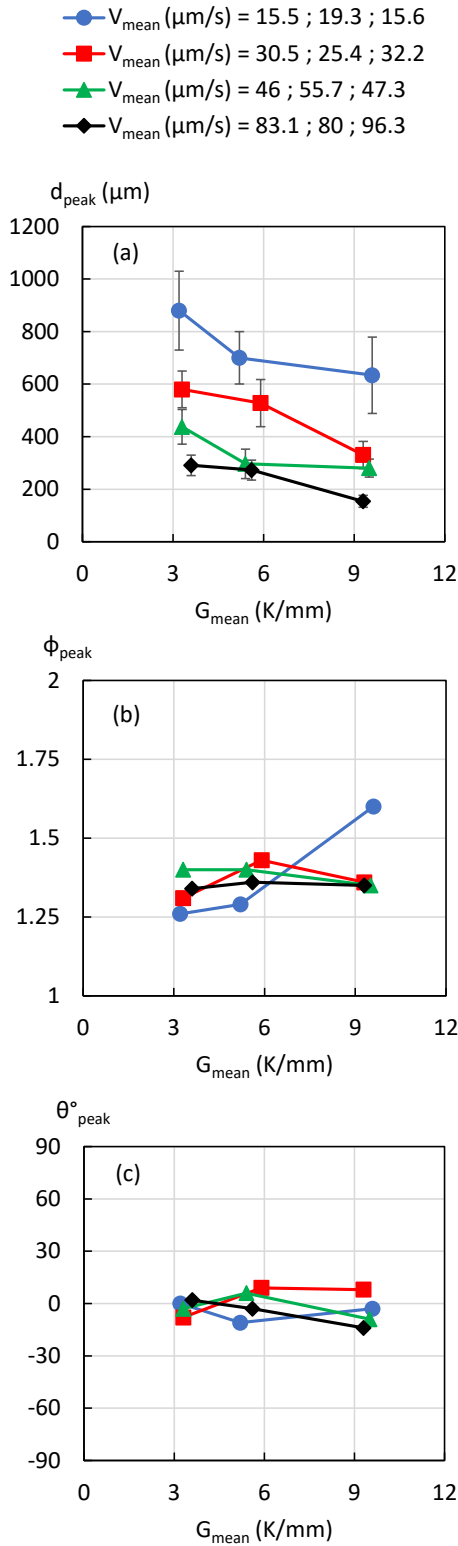 V_mean (µm/s) = 15.5 ; 19.3 ; 15.6
V_mean (µm/s) = 30.5 ; 25.4 ; 32.2
V_mean (µm/s) = 46 ; 55.7 ; 47.3
V_mean (µm/s) = 83.1 ; 80 ; 96.3
d_peak (µm)
(a)
1200
1000
800
600
400
200
0
0 3 6 9 12
G_mean (K/mm)
ϕ_peak
(b)
2
1.75
1.5
1.25
1
0 3 6 9 12
G_mean (K/mm)
θ°_peak
(c)
90
60
30
0
-30
-60
-90
0 3 6 9 12
G_mean (K/mm)